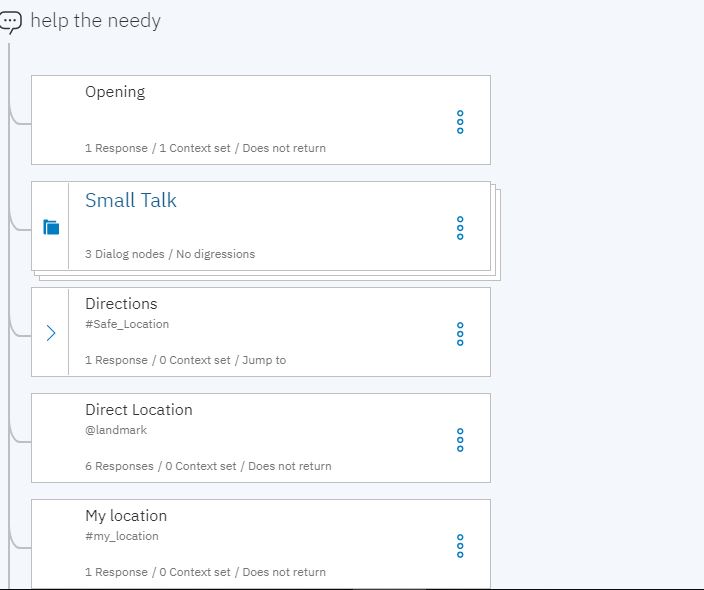 help the needy
Opening
1 Response / 1 Context set / Does not return
Small Talk
3 Dialog nodes / No digressions
Directions
#Safe_Location
1 Response / 0 Context set / Jump to
Direct Location
@landmark
6 Responses / 0 Context set / Does not return
My location
#my_location
1 Response / 0 Context set / Does not return